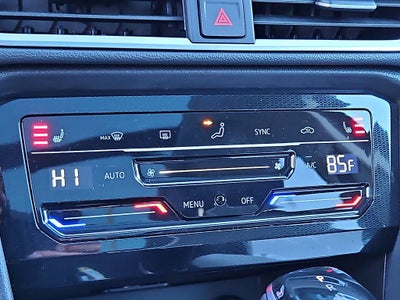 MAX SYNC
HI AUTO A/C 85F
MENU OFF